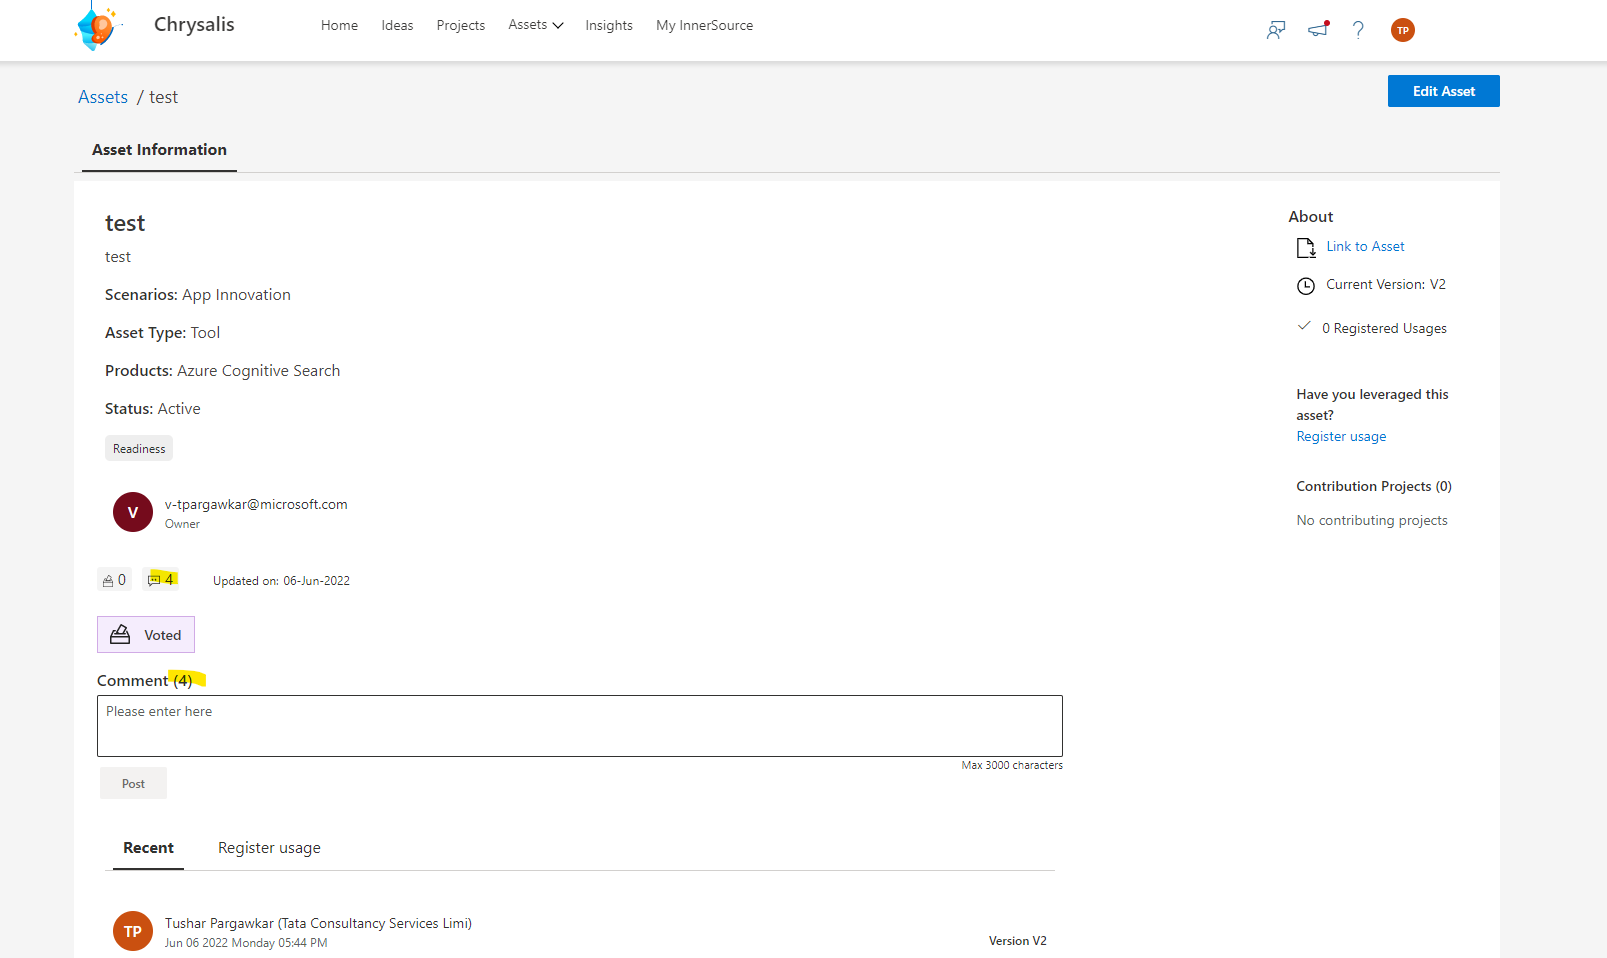 Chrysalis
Home Ideas Projects Assets Insights My InnerSource
TP
Assets / test
Edit Asset
Asset Information
test
test
Scenarios: App Innovation
Asset Type: Tool
Products: Azure Cognitive Search
Status: Active
Readiness
V
v-tpargawkar@microsoft.com
Owner
0 4 Updated on: 06-Jun-2022
Voted
Comment (4)
Please enter here
Max 3000 characters
Post
Recent Register usage
TP
Tushar Pargawkar (Tata Consultancy Services Limi)
Jun 06 2022 Monday 05:44 PM
Version V2
About
Link to Asset
Current Version: V2
0 Registered Usages
Have you leveraged this
asset?
Register usage
Contribution Projects (0)
No contributing projects